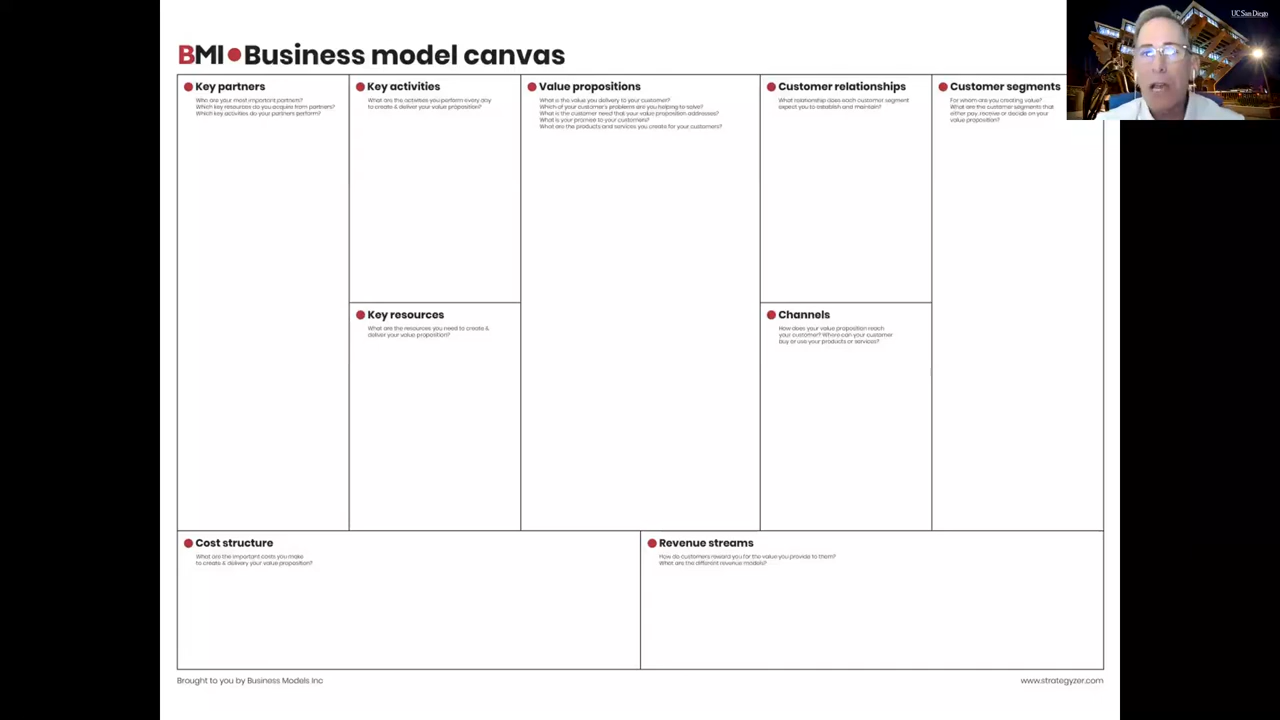 UC San Diego
BMI Business model canvas
Key partners
Who are your most important partners?
Which key resources do you acquire from partners?
Which key activities do your partners perform?
Key activities
What are the activities you perform every day
to create & deliver your value proposition?
Value propositions
What is the value you deliver to your customer?
Which of your customer's problems are you helping to solve?
What is the customer need that your value proposition addresses?
What is your promise to your customers?
What are the products and services you create for your customers?
Customer relationships
What relationship does each customer segment
expect you to establish and maintain?
Customer segments
For whom are you creating value?
What are the customer segments that
either pay, receive or decide on your
value proposition?
Key resources
What are the resources you need to create &
deliver your value proposition?
Channels
How does your value proposition reach
your customer? Where can your customer
buy or use your products or services?
Cost structure
What are the important costs you make
to create & delivery your value proposition?
Revenue streams
How do customers reward you for the value you provide to them?
What are the different revenue models?
Brought to you by Business Models Inc
www.strategyzer.com